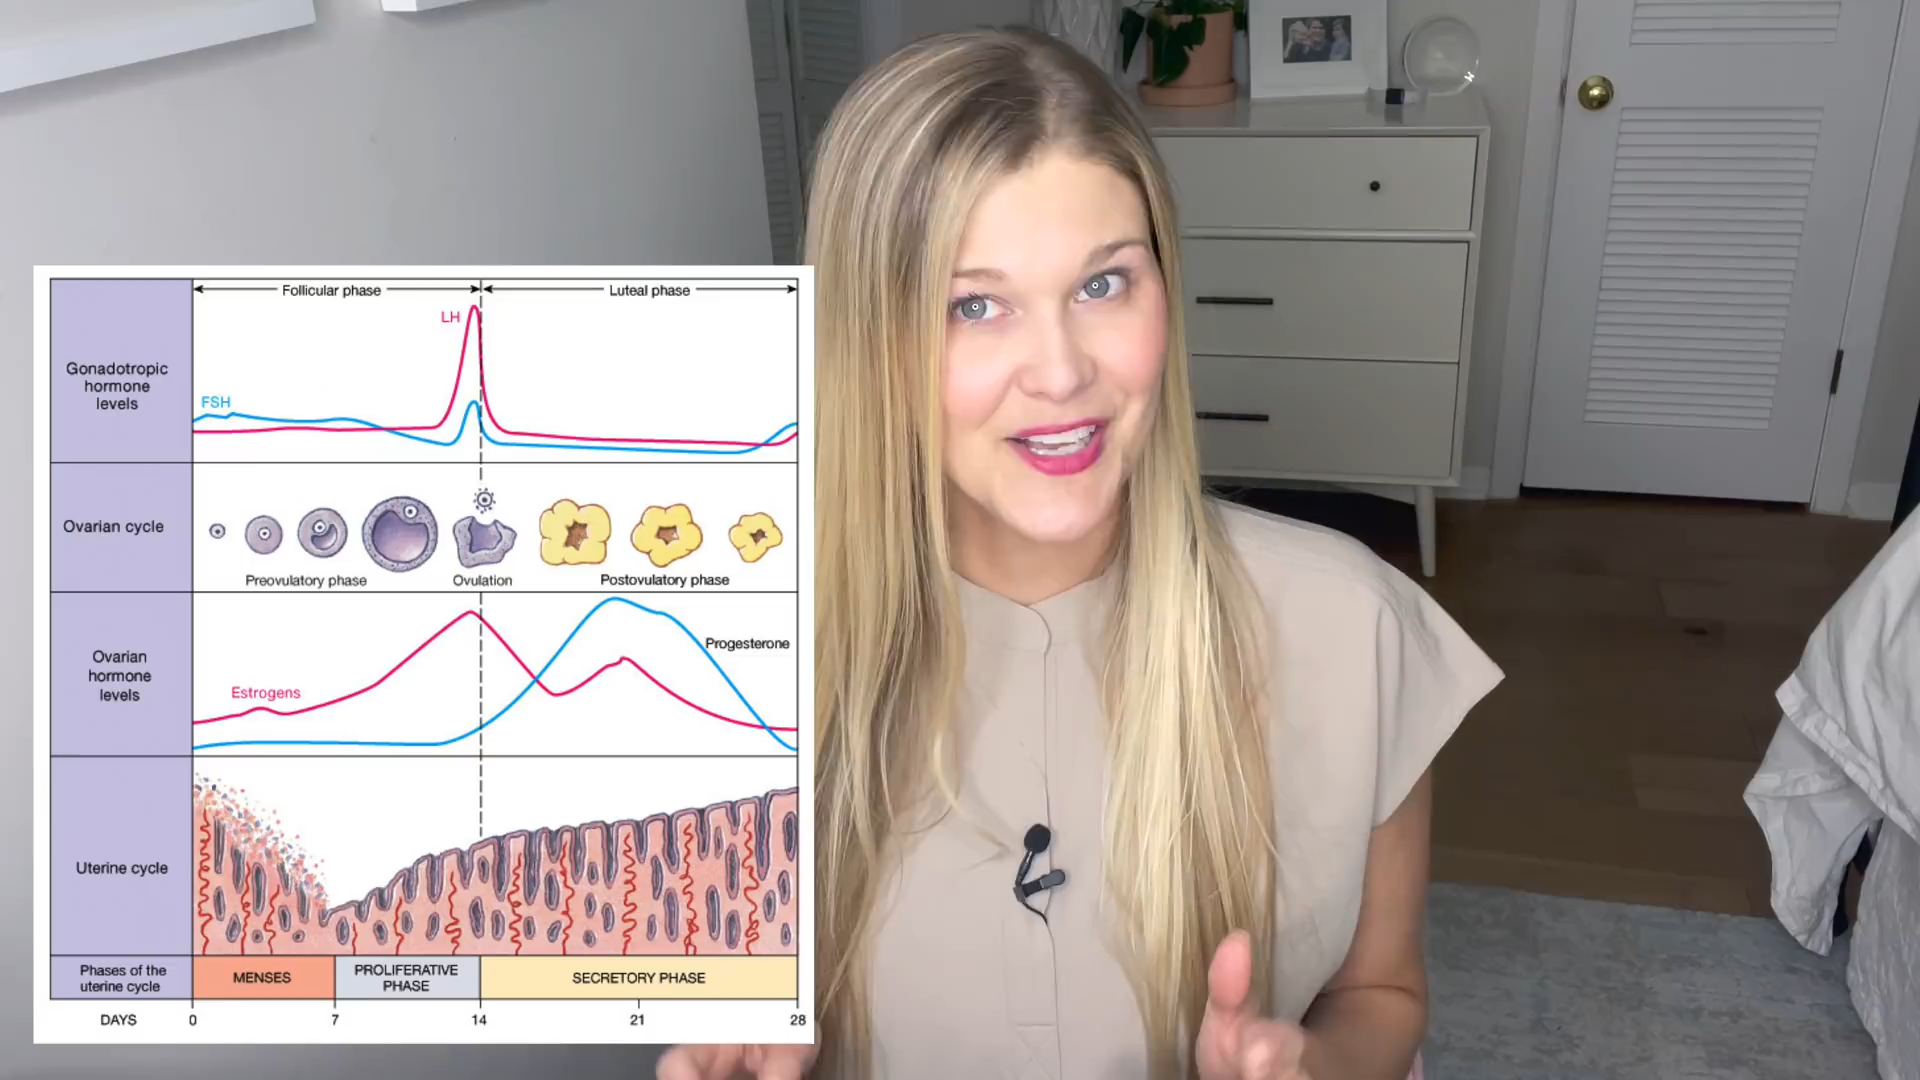 Follicular phase
Luteal phase
LH
FSH
Gonadotropic
hormone
levels
Ovarian cycle
Preovulatory phase
Ovulation
Postovulatory phase
Ovarian
hormone
levels
Estrogens
Progesterone
Uterine cycle
Phases of the
uterine cycle
MENSES
PROLIFERATIVE
PHASE
SECRETORY PHASE
DAYS
0
7
14
21
28